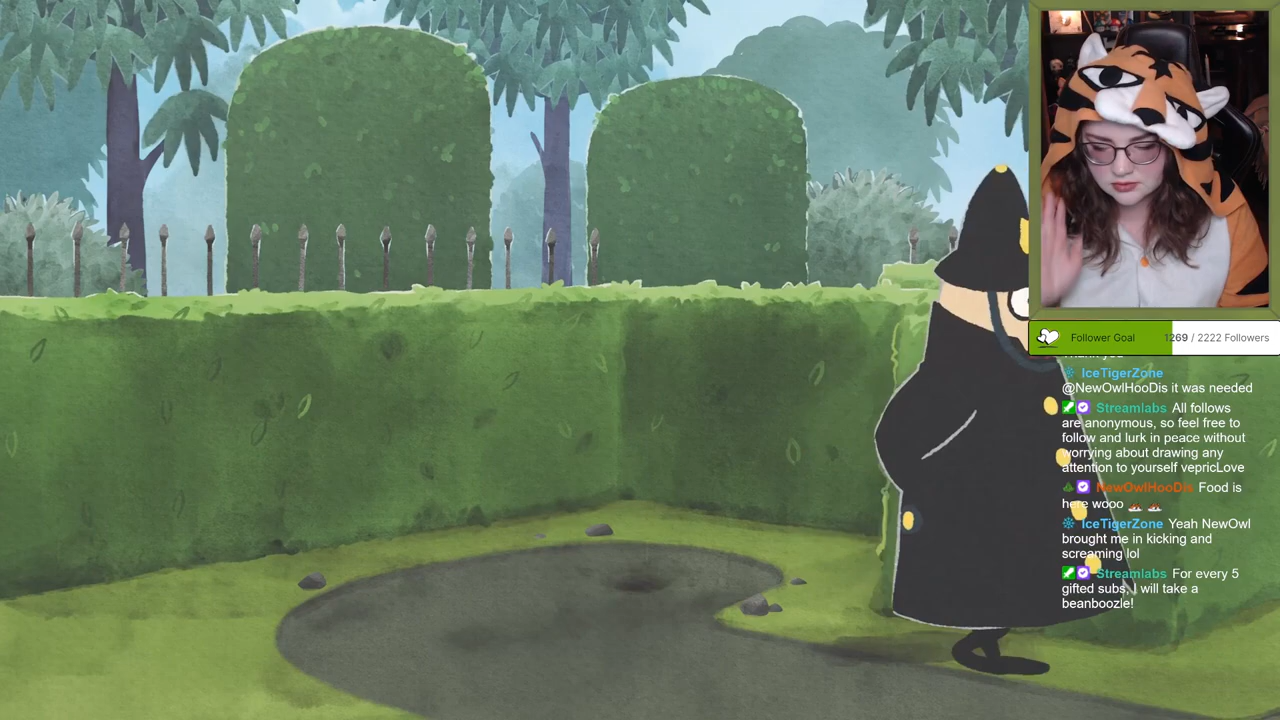 Follower Goal 1269 / 2222 Followers
Thank you
IceTigerZone
@NewOwlHooDis it was needed
Streamlabs All follows
are anonymous, so feel free to
follow and lurk in peace without
worrying about drawing any
attention to yourself vepricLove
NewOwlHooDis Food is
here wooo
IceTigerZone Yeah NewOwl
brought me in kicking and
screaming lol
Streamlabs For every 5
gifted subs, I will take a
beanboozle!